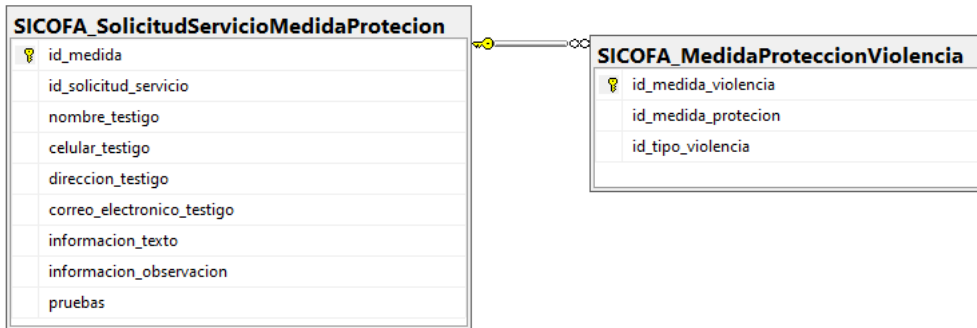 SICOFA_SolicitudServicioMedidaProtecion
id_medida
id_solicitud_servicio
nombre_testigo
celular_testigo
direccion_testigo
correo_electronico_testigo
informacion_texto
informacion_observacion
pruebas
SICOFA_MedidaProteccionViolencia
id_medida_violencia
id_medida_protecion
id_tipo_violencia